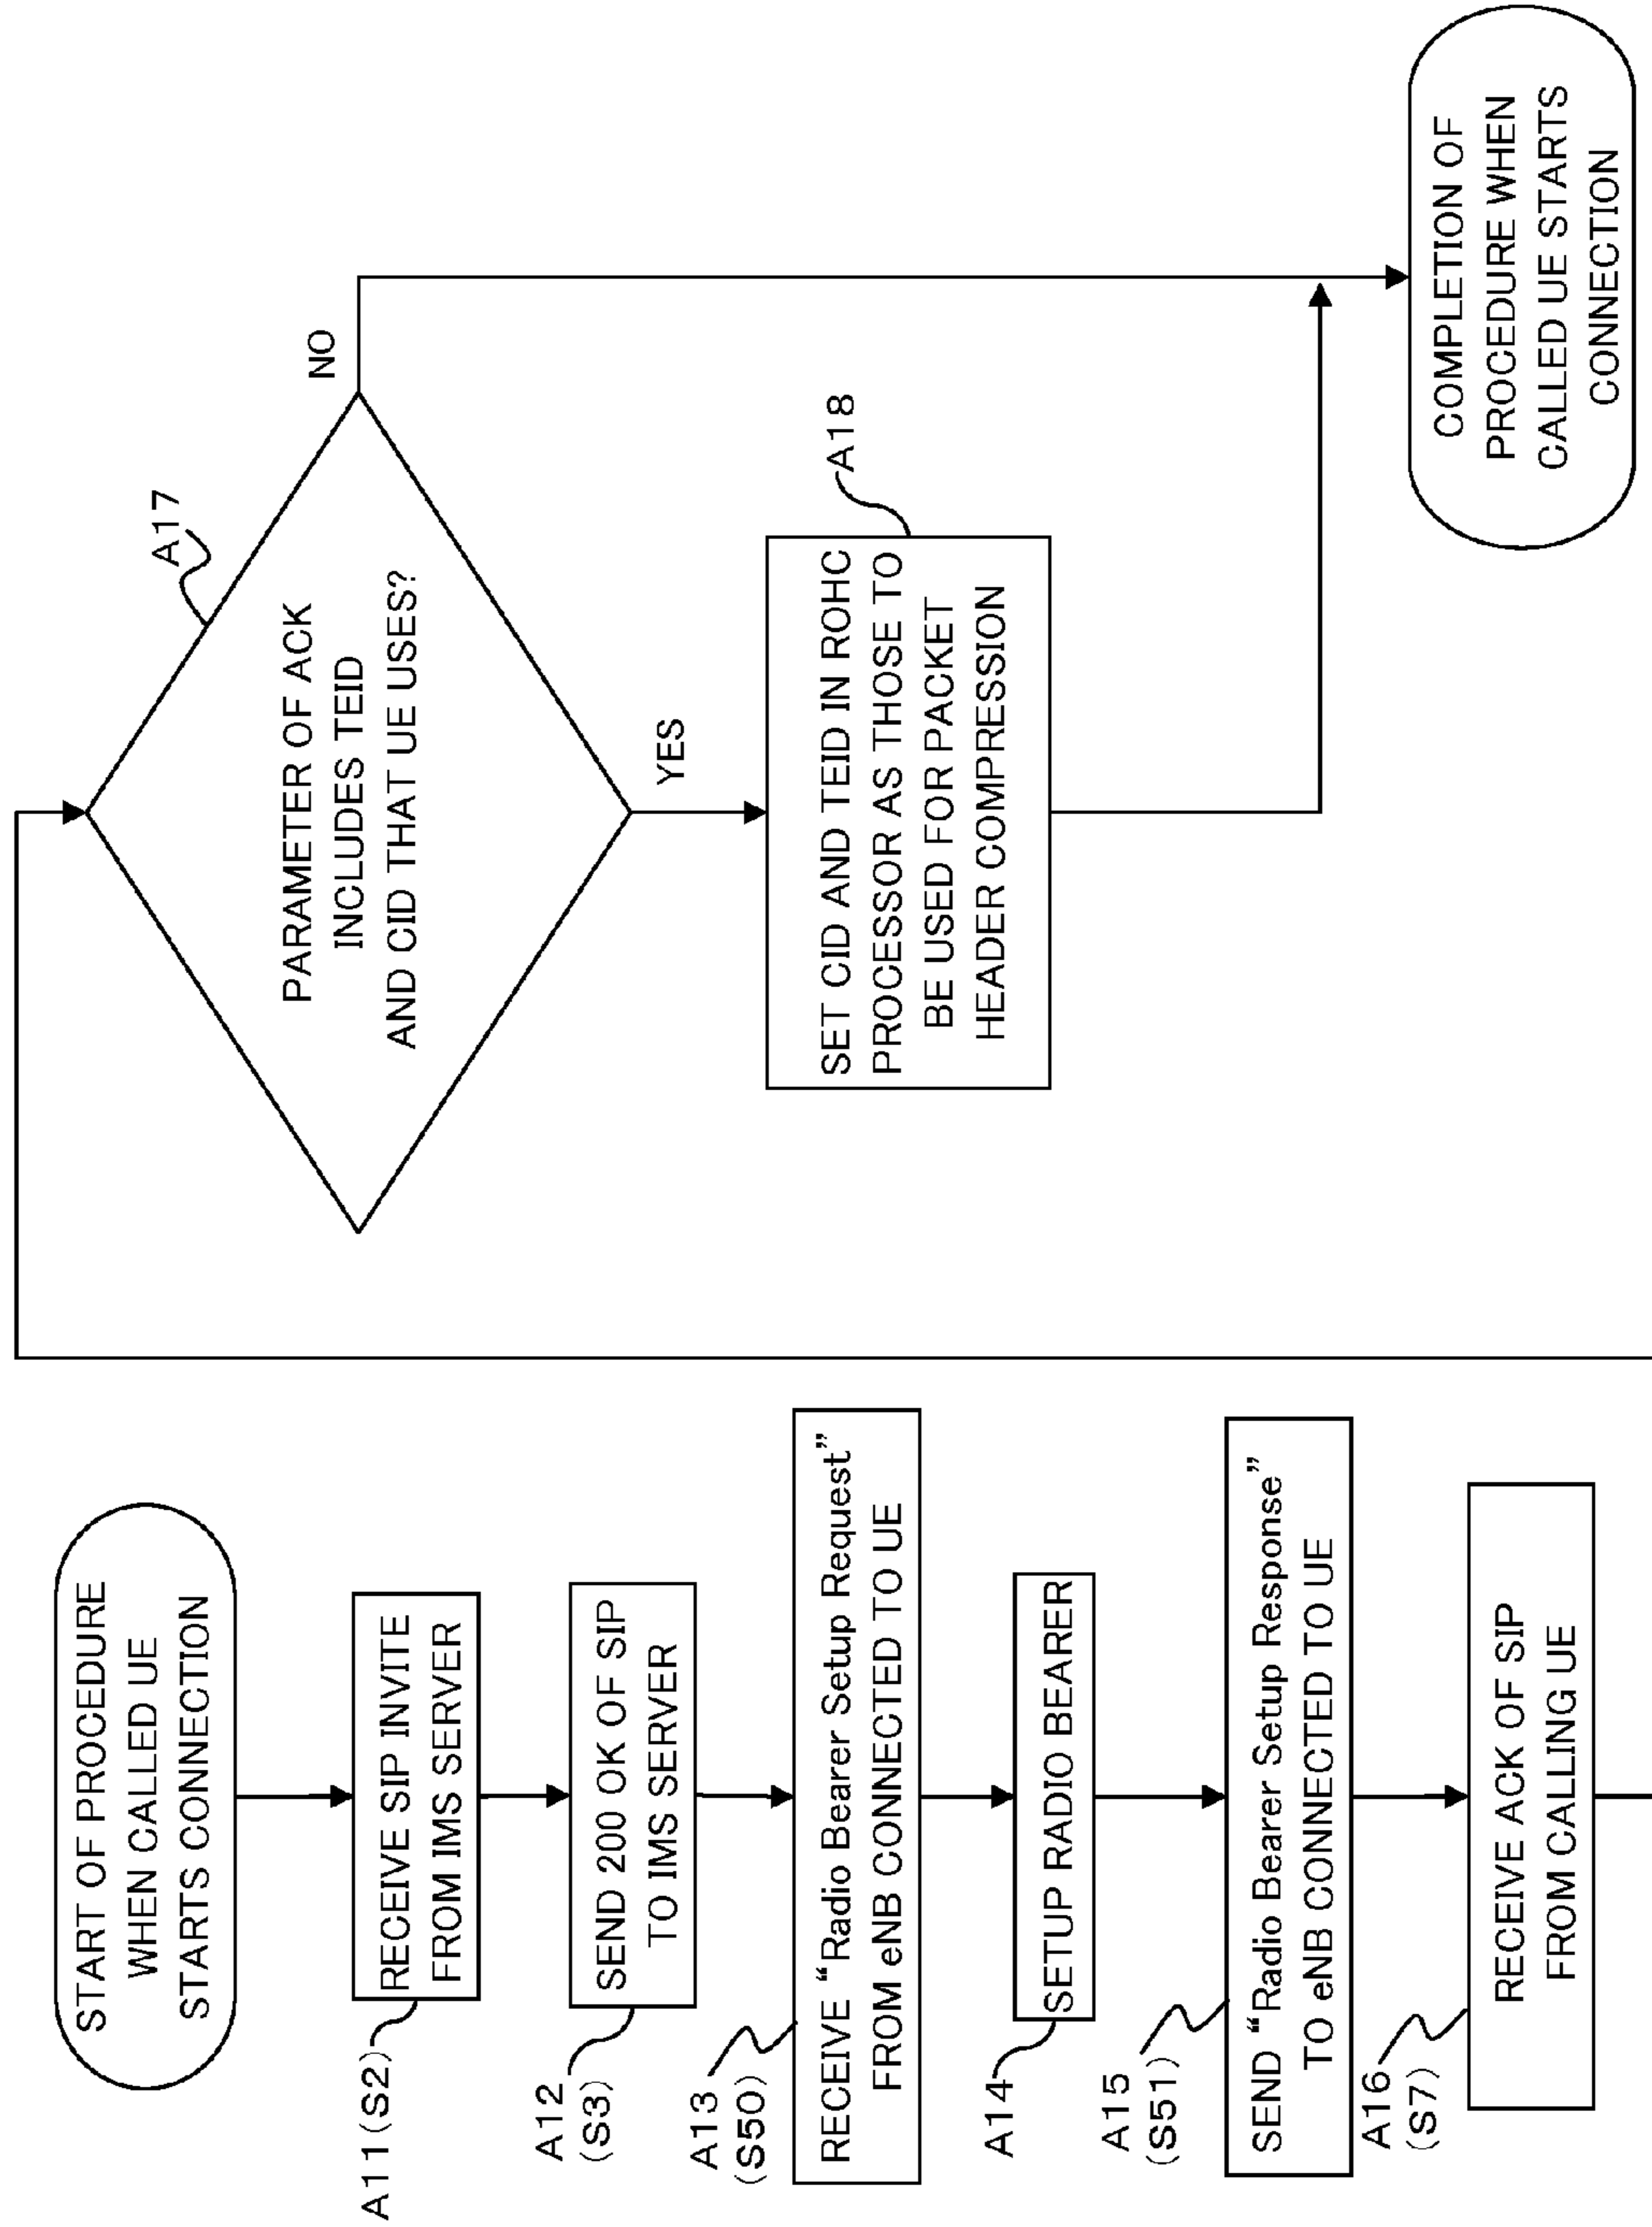 START OF PROCEDURE
WHEN CALLED UE
STARTS CONNECTION
A11(S2)
RECEIVE SIP INVITE
FROM IMS SERVER
A12
(S3)
SEND 200 OK OF SIP
TO IMS SERVER
A13
(S50)
RECEIVE “Radio Bearer Setup Request”
FROM eNB CONNECTED TO UE
A14
SETUP RADIO BEARER
A15
(S51)
SEND “Radio Bearer Setup Response”
TO eNB CONNECTED TO UE
A16
(S7)
RECEIVE ACK OF SIP
FROM CALLING UE
A17
PARAMETER OF ACK
INCLUDES TEID
AND CID THAT UE USES?
NO
YES
A18
SET CID AND TEID IN ROHC
PROCESSOR AS THOSE TO
BE USED FOR PACKET
HEADER COMPRESSION
COMPLETION OF
PROCEDURE WHEN
CALLED UE STARTS
CONNECTION